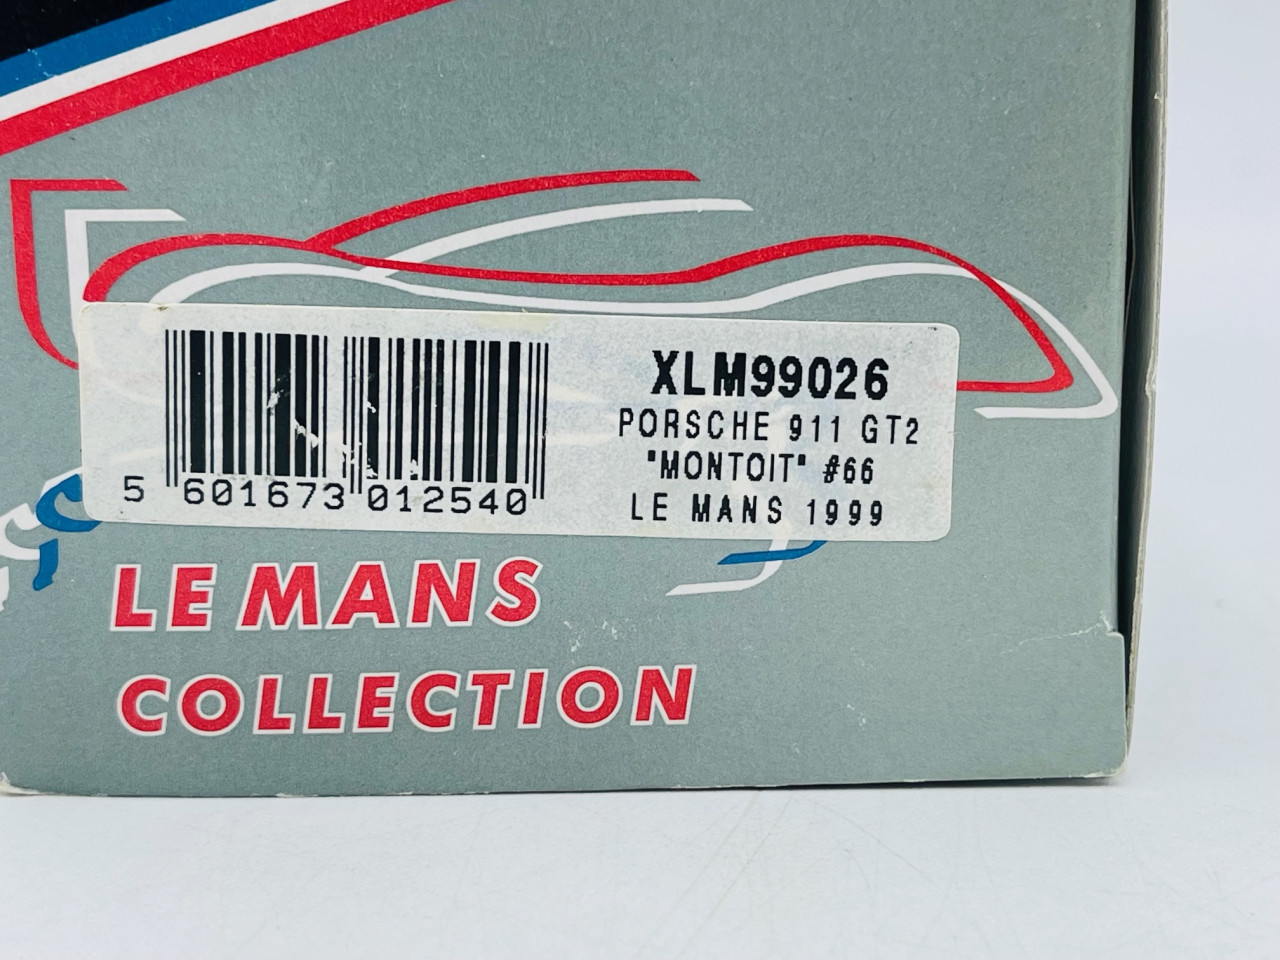 XLM99026
PORSCHE 911 GT2
"MONTOIT" #66
LE MANS 1999
5 601673 012540
LE MANS
COLLECTION